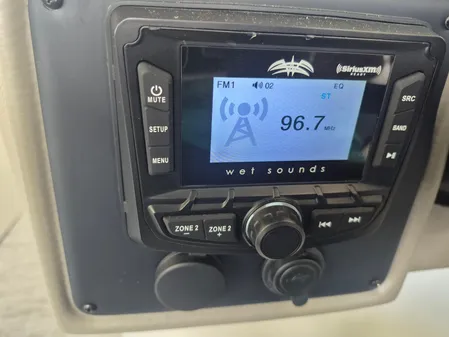 ((SiriusXM))
READY
MUTE
SETUP
MENU
FM1 02 EQ
ST
96.7 MHz
SRC
BAND
wet sounds
ZONE 2
-
ZONE 2
+